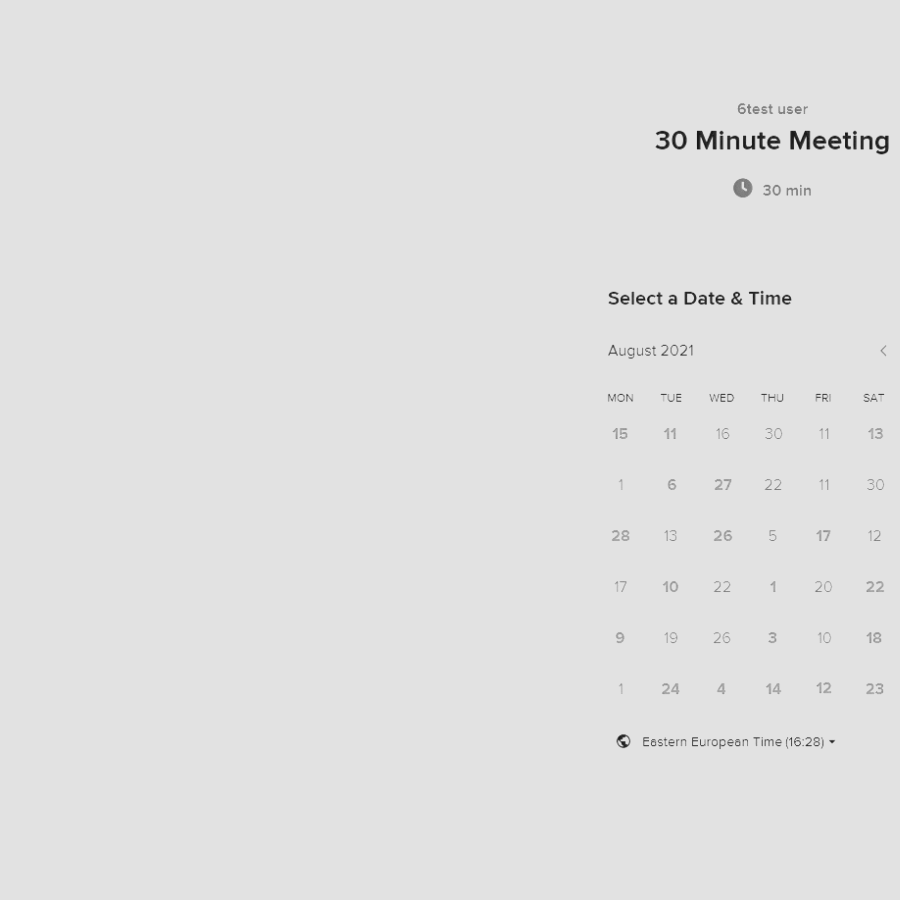 6test user
30 Minute Meeting
30 min
Select a Date & Time
August 2021
MON TUE WED THU FRI SAT
15 11 16 30 11 13
1 6 27 22 11 30
28 13 26 5 17 12
17 10 22 1 20 22
9 19 26 3 10 18
1 24 4 14 12 23
Eastern European Time (16:28)